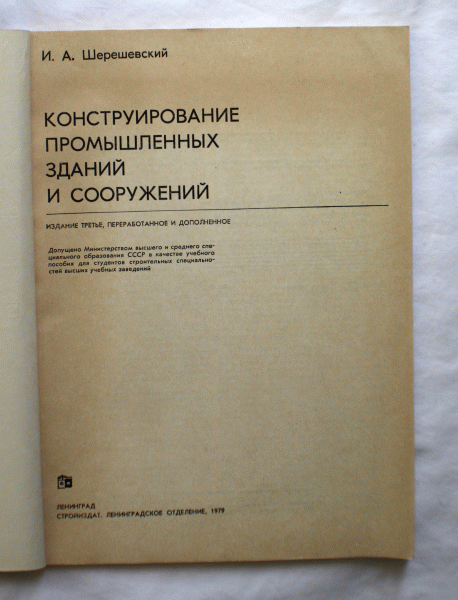 И. А. Шерешевский
КОНСТРУИРОВАНИЕ
ПРОМЫШЛЕННЫХ
ЗДАНИЙ
И СООРУЖЕНИЙ
ИЗДАНИЕ ТРЕТЬЕ, ПЕРЕРАБОТАННОЕ И ДОПОЛНЕННОЕ
Допущено Министерством высшего и среднего спе-
циального образования СССР в качестве учебного
пособия для студентов строительных специально-
стей высших учебных заведений
ЛЕНИНГРАД
СТРОЙИЗДАТ. ЛЕНИНГРАДСКОЕ ОТДЕЛЕНИЕ, 1979